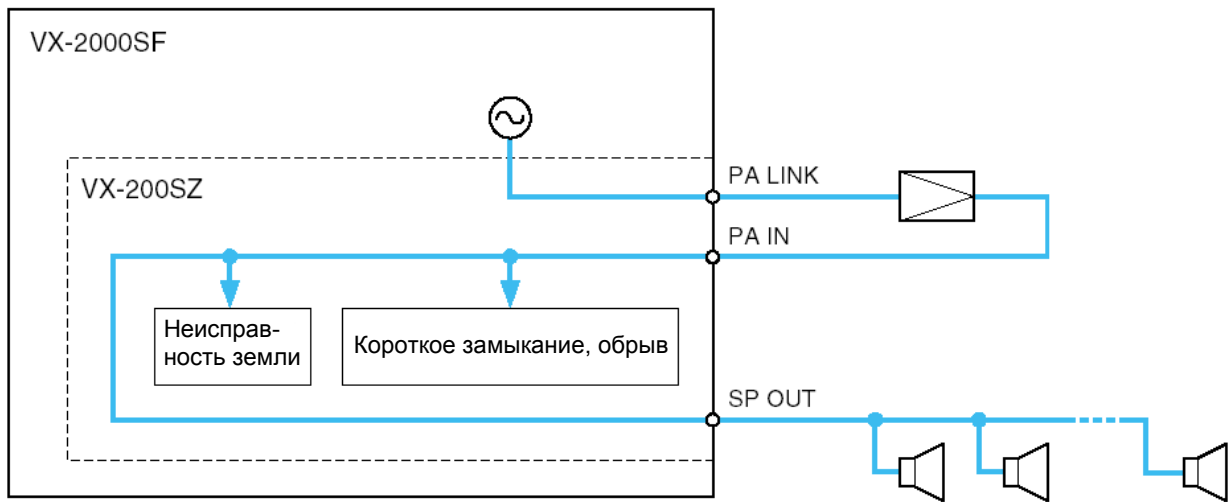 VX-2000SF
VX-200SZ
PA LINK
PA IN
Неисправ-
ность земли
Короткое замыкание, обрыв
SP OUT